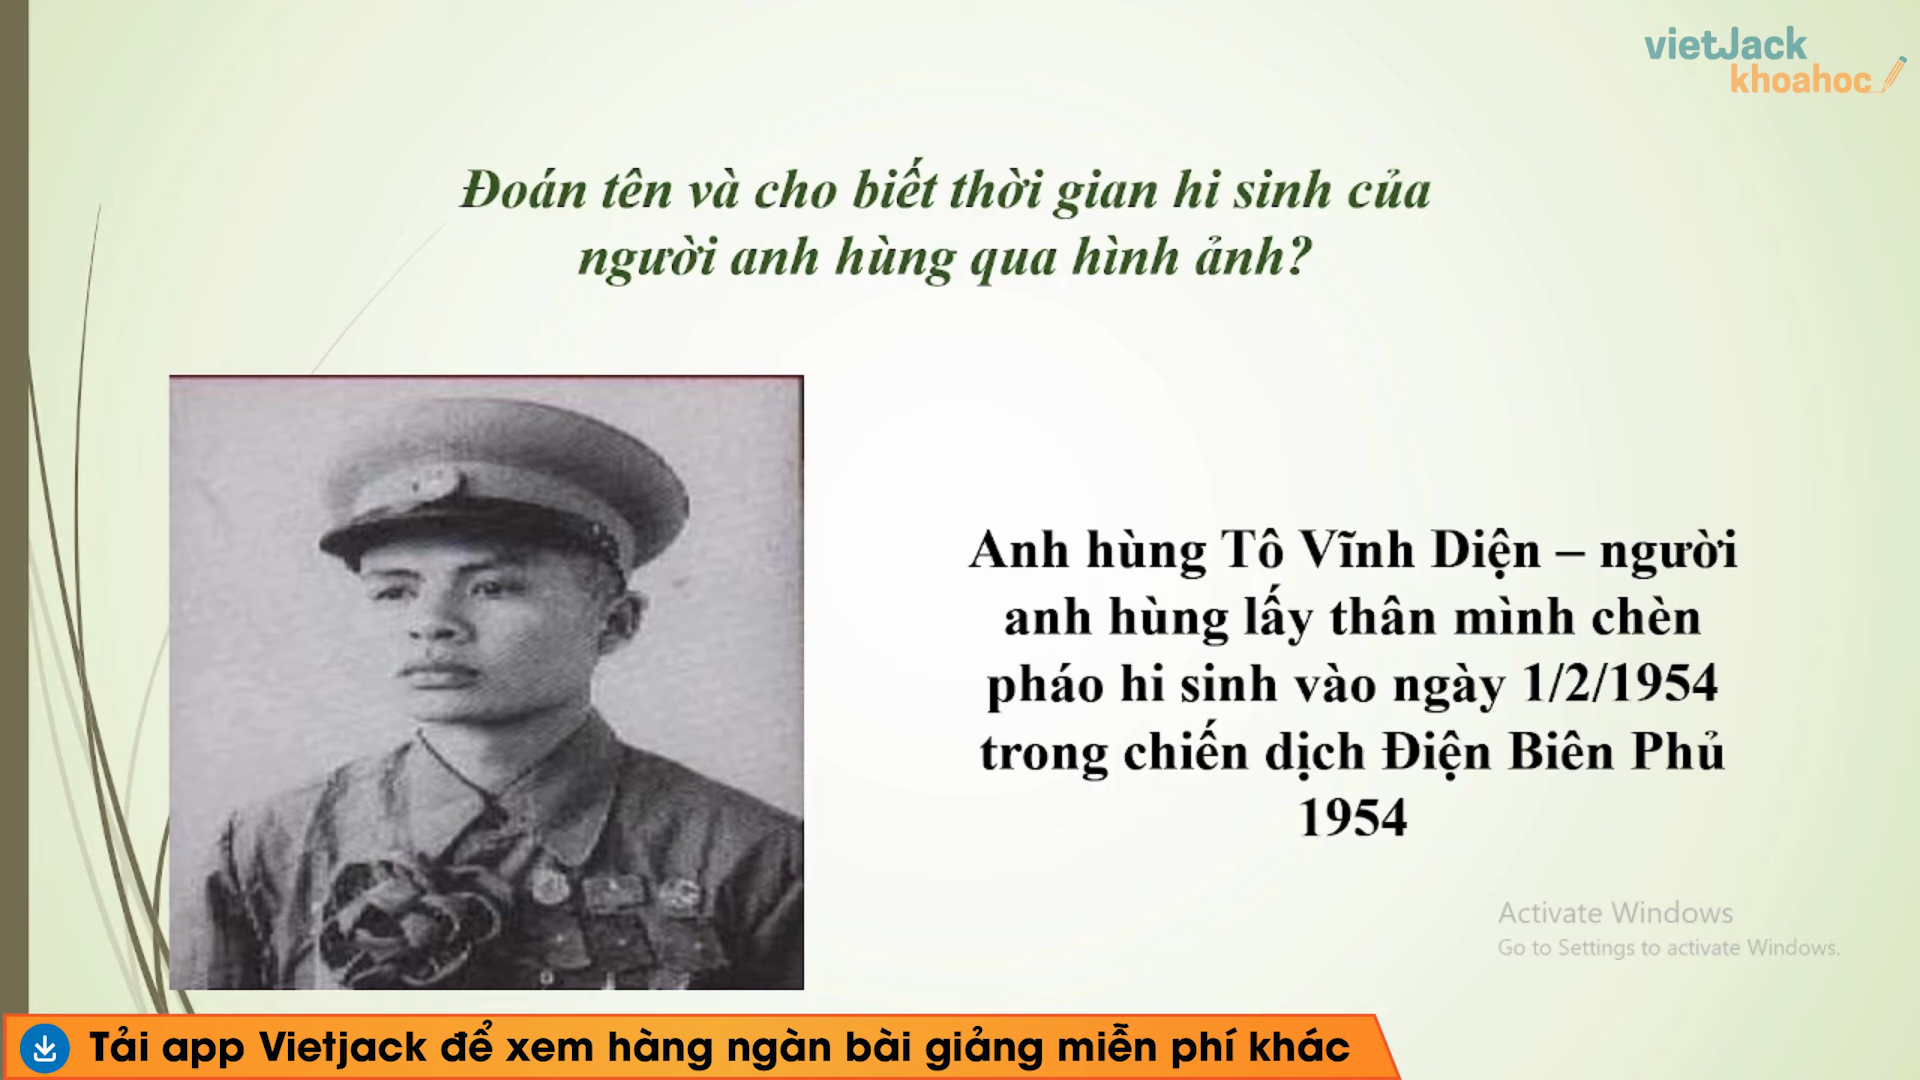 vietJack
khoahoc
Đoán tên và cho biết thời gian hi sinh của
người anh hùng qua hình ảnh?
Anh hùng Tô Vĩnh Diện – người
anh hùng lấy thân mình chèn
pháo hi sinh vào ngày 1/2/1954
trong chiến dịch Điện Biên Phủ
1954
Activate Windows
Go to Settings to activate Windows.
Tải app Vietjack để xem hàng ngàn bài giảng miễn phí khác